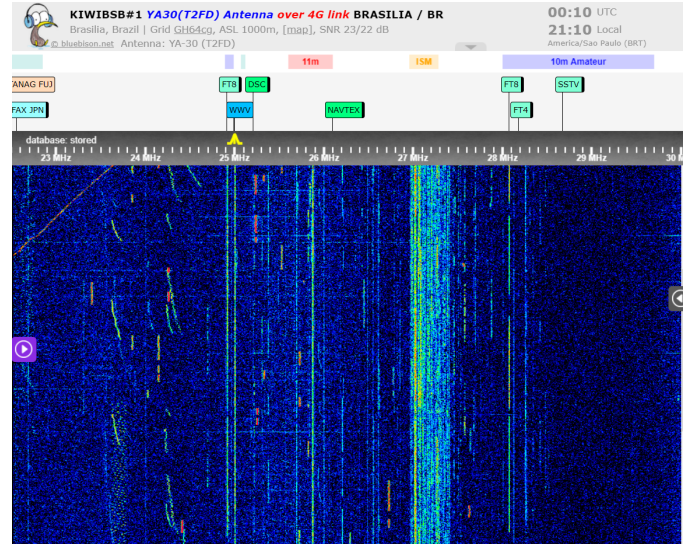 KIWIBSB#1 YA30(T2FD) Antenna over 4G link BRASILIA / BR
Brasilia, Brazil | Grid GH64cg, ASL 1000m, [map], SNR 23/22 dB
© bluebison.net Antenna: YA-30 (T2FD)
00:10 UTC
21:10 Local
America/Sao Paulo (BRT)
11m ISM 10m Amateur
ANAG FUJ FT8 DSC FT8 SSTV
FAX JPN WWV NAVTEX FT4
database: stored
23 MHz 24 MHz 25 MHz 26 MHz 27 MHz 28 MHz 29 MHz 30 M